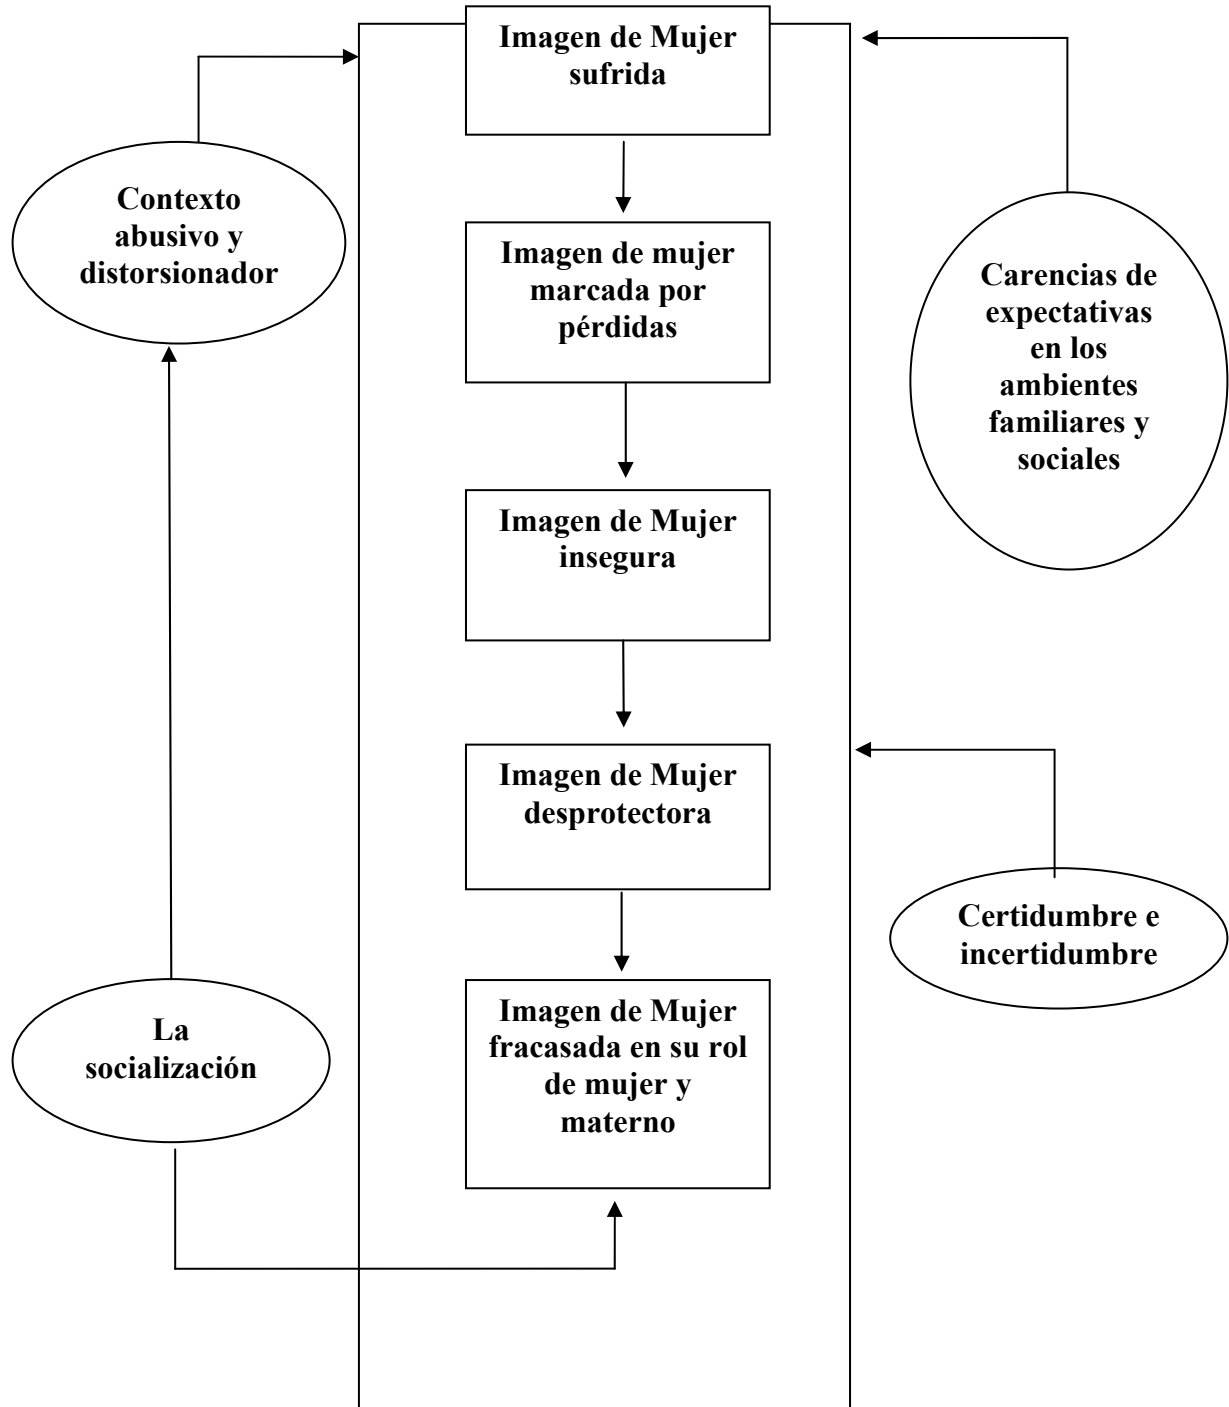 Imagen de Mujer
sufrida
Contexto
abusivo y
distorsionador
Imagen de mujer
marcada por
pérdidas
Carencias de
expectativas
en los
ambientes
familiares y
sociales
Imagen de Mujer
insegura
Imagen de Mujer
desprotectora
Certidumbre e
incertidumbre
La
socialización
Imagen de Mujer
fracasada en su rol
de mujer y
materno